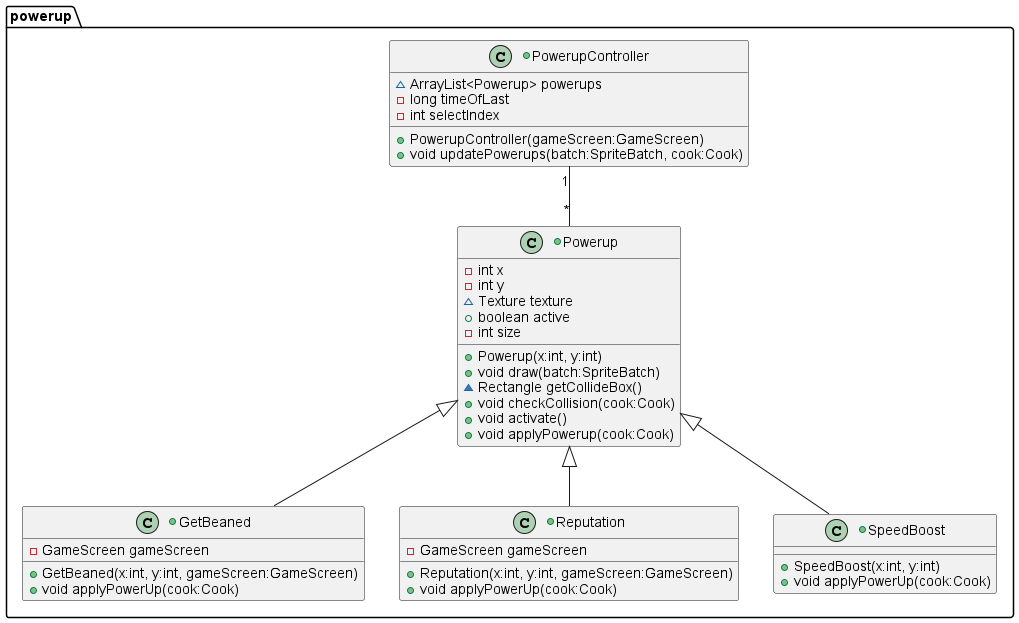 powerup
C PowerupController
ArrayList<Powerup> powerups
long timeOfLast
int selectIndex
PowerupController(gameScreen:GameScreen)
void updatePowerups(batch:SpriteBatch, cook:Cook)
1
*
C Powerup
int x
int y
Texture texture
boolean active
int size
Powerup(x:int, y:int)
void draw(batch:SpriteBatch)
Rectangle getCollideBox()
void checkCollision(cook:Cook)
void activate()
void applyPowerup(cook:Cook)
C GetBeaned
GameScreen gameScreen
GetBeaned(x:int, y:int, gameScreen:GameScreen)
void applyPowerUp(cook:Cook)
C Reputation
GameScreen gameScreen
Reputation(x:int, y:int, gameScreen:GameScreen)
void applyPowerUp(cook:Cook)
C SpeedBoost
SpeedBoost(x:int, y:int)
void applyPowerUp(cook:Cook)